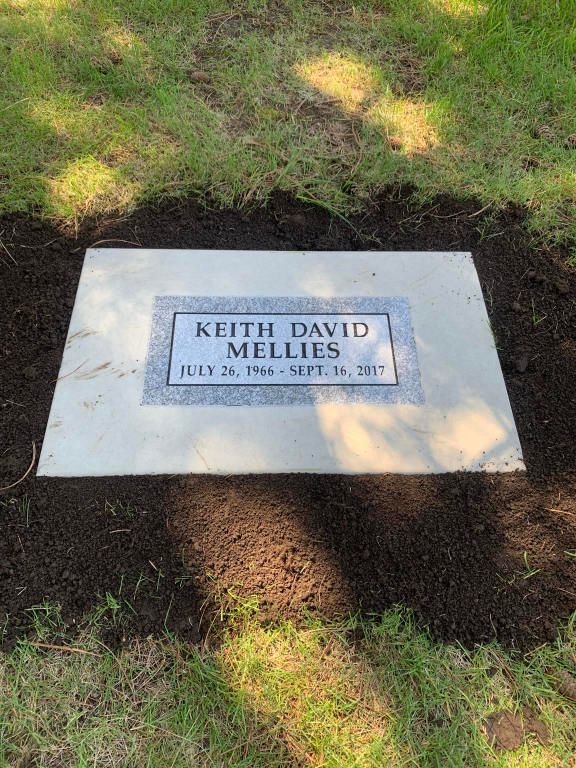 KEITH DAVID
MELLIES
JULY 26, 1966 - SEPT. 16, 2017